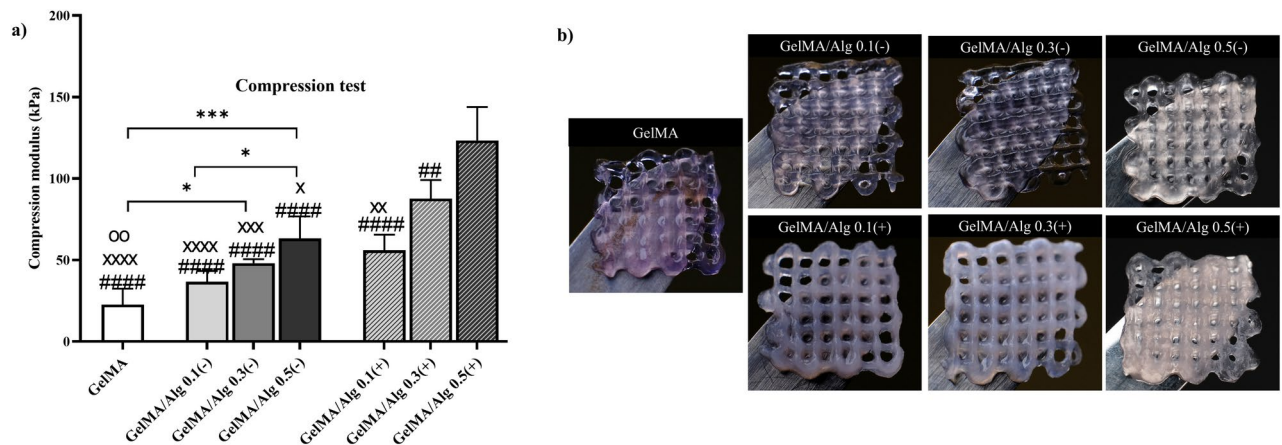 a)
Compression test
Compression modulus (kPa)
200
150
100
50
0
***
*
*
OO
XXXX
####
XXXX
####
XXX
####
X
####
XX
####
##
GelMA
GelMA/Alg 0.1(-)
GelMA/Alg 0.3(-)
GelMA/Alg 0.5(-)
GelMA/Alg 0.1(+)
GelMA/Alg 0.3(+)
GelMA/Alg 0.5(+)
b)
GelMA
GelMA/Alg 0.1(-)
GelMA/Alg 0.3(-)
GelMA/Alg 0.5(-)
GelMA/Alg 0.1(+)
GelMA/Alg 0.3(+)
GelMA/Alg 0.5(+)